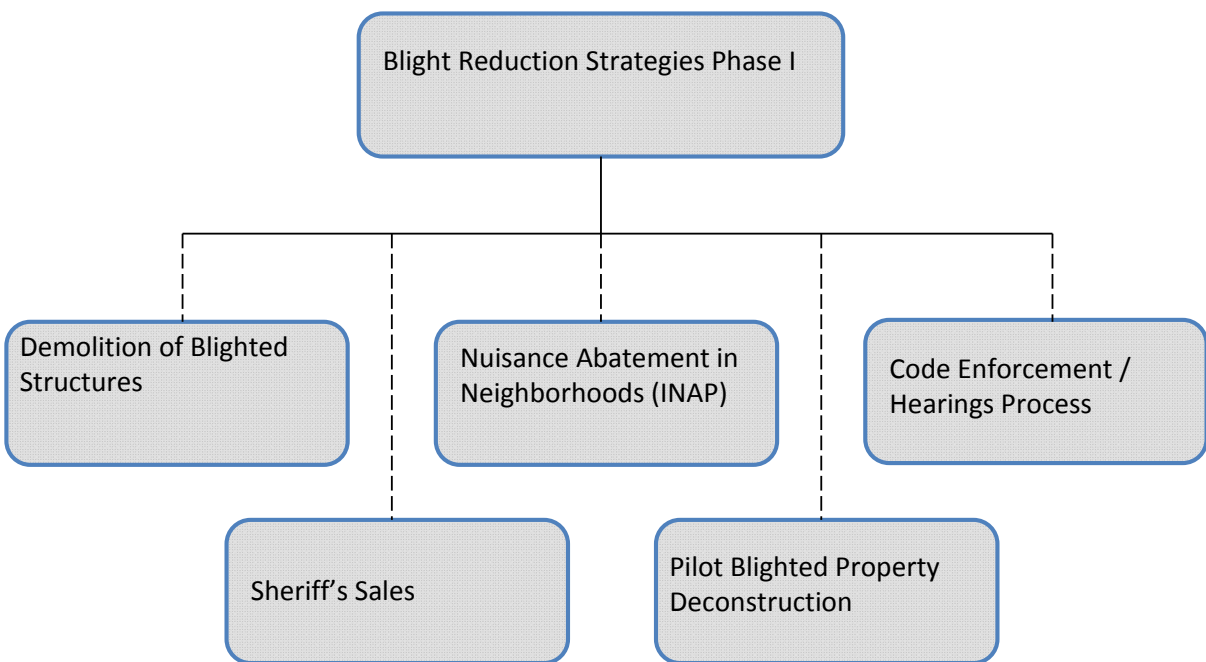 Blight Reduction Strategies Phase I
Demolition of Blighted
Structures
Nuisance Abatement in
Neighborhoods (INAP)
Code Enforcement /
Hearings Process
Sheriff’s Sales
Pilot Blighted Property
Deconstruction